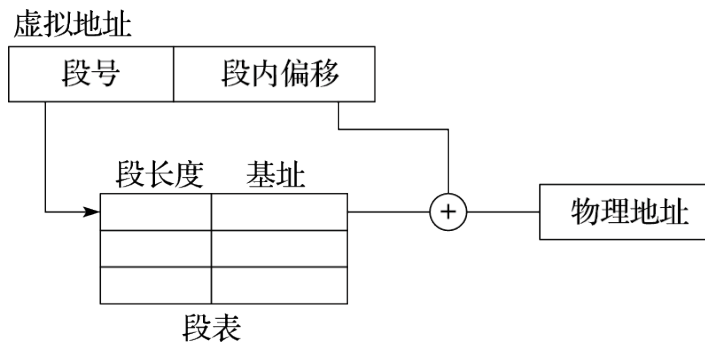 虚拟地址
段号 段内偏移
段长度 基址
+
物理地址
段表